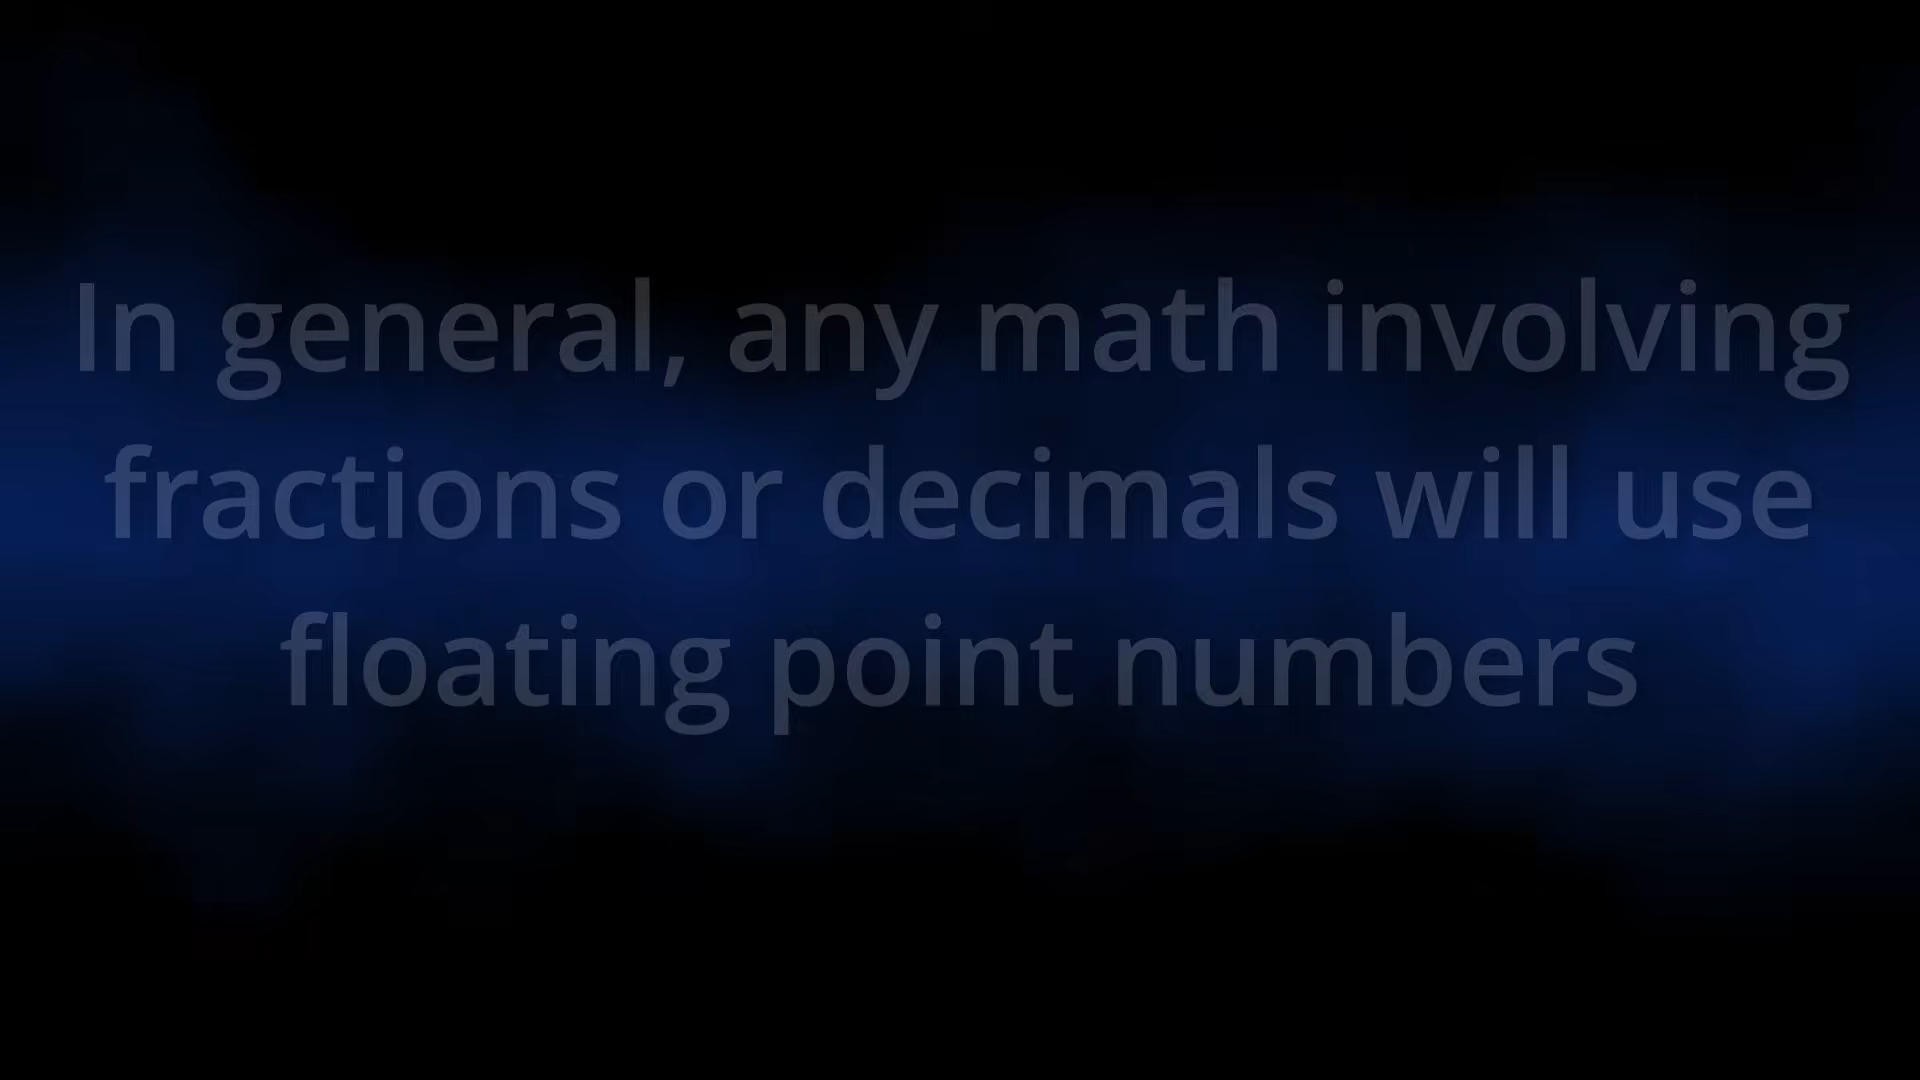 In general, any math involving
fractions or decimals will use
floating point numbers